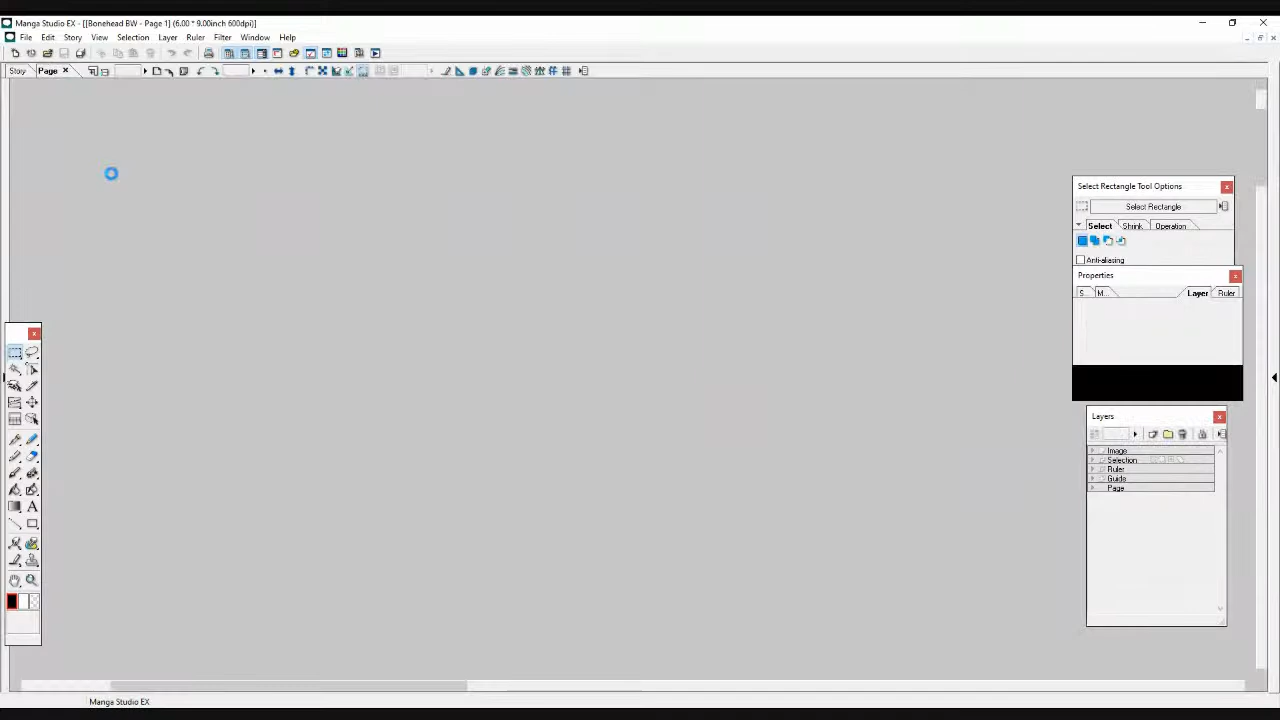 Manga Studio EX - [[Bonehead BW - Page 1] (6.00 * 9.00inch 600dpi)]
File Edit Story View Selection Layer Ruler Filter Window Help
Story Page
Select Rectangle Tool Options
Select Rectangle
Select Shrink Operation
Anti-aliasing
Properties
S... M... Layer Ruler
Layers
Image
Selection
Ruler
Guide
Page
Manga Studio EX